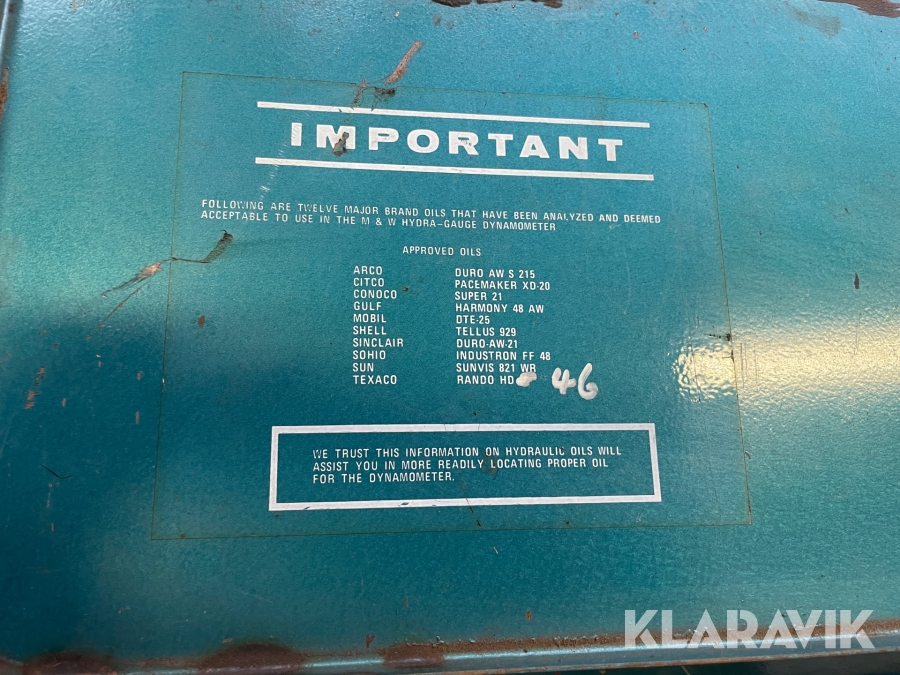 IMPORTANT
FOLLOWING ARE TWELVE MAJOR BRAND OILS THAT HAVE BEEN ANALYZED AND DEEMED
ACCEPTABLE TO USE IN THE M & W HYDRA-GAUGE DYNAMOMETER
APPROVED OILS
ARCO DURO AW S 215
CITCO PACEMAKER XD-20
CONOCO SUPER 21
GULF HARMONY 48 AW
MOBIL DTE-25
SHELL TELLUS 929
SINCLAIR DURO-AW-21
SOHIO INDUSTRON FF 48
SUN SUNVIS 821 WR
TEXACO RANDO HD 46
WE TRUST THIS INFORMATION ON HYDRAULIC OILS WILL
ASSIST YOU IN MORE READILY LOCATING PROPER OIL
FOR THE DYNAMOMETER.
KLARAVIK